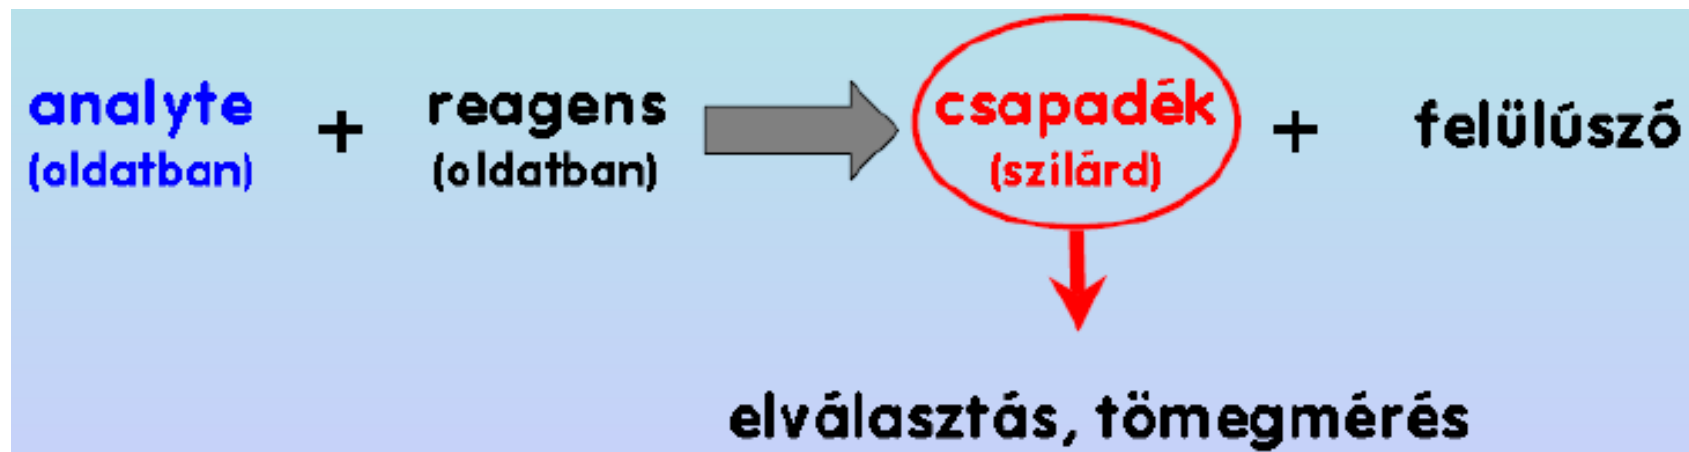 analyte + reagens csapadék + felülúszó
(oldatban) (oldatban) (szilárd)
elválasztás, tömegmérés